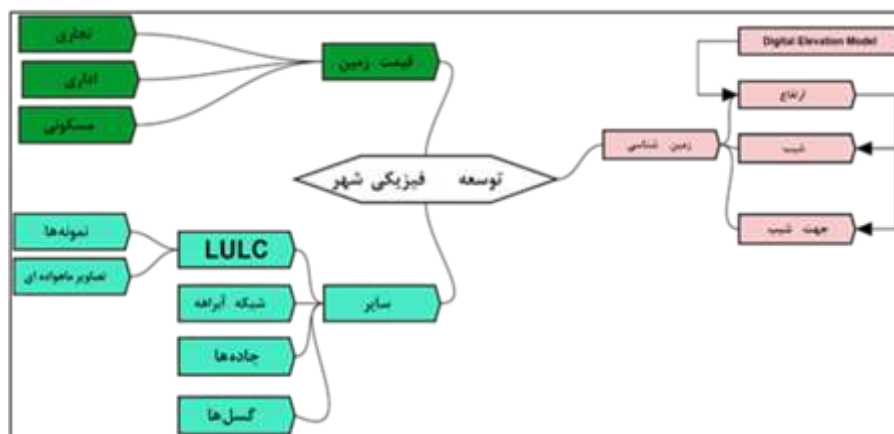 توسعه فیزیکی شهر
زمین شناسی
Digital Elevation Model
ارتفاع
شیب
جهت شیب
قیمت زمین
تجاری
اداری
مسکونی
سایر
LULC
نمونه‌ها
تصاویر ماهواده ای
شبکه آبراهه
جاده‌ها
گسل‌ها